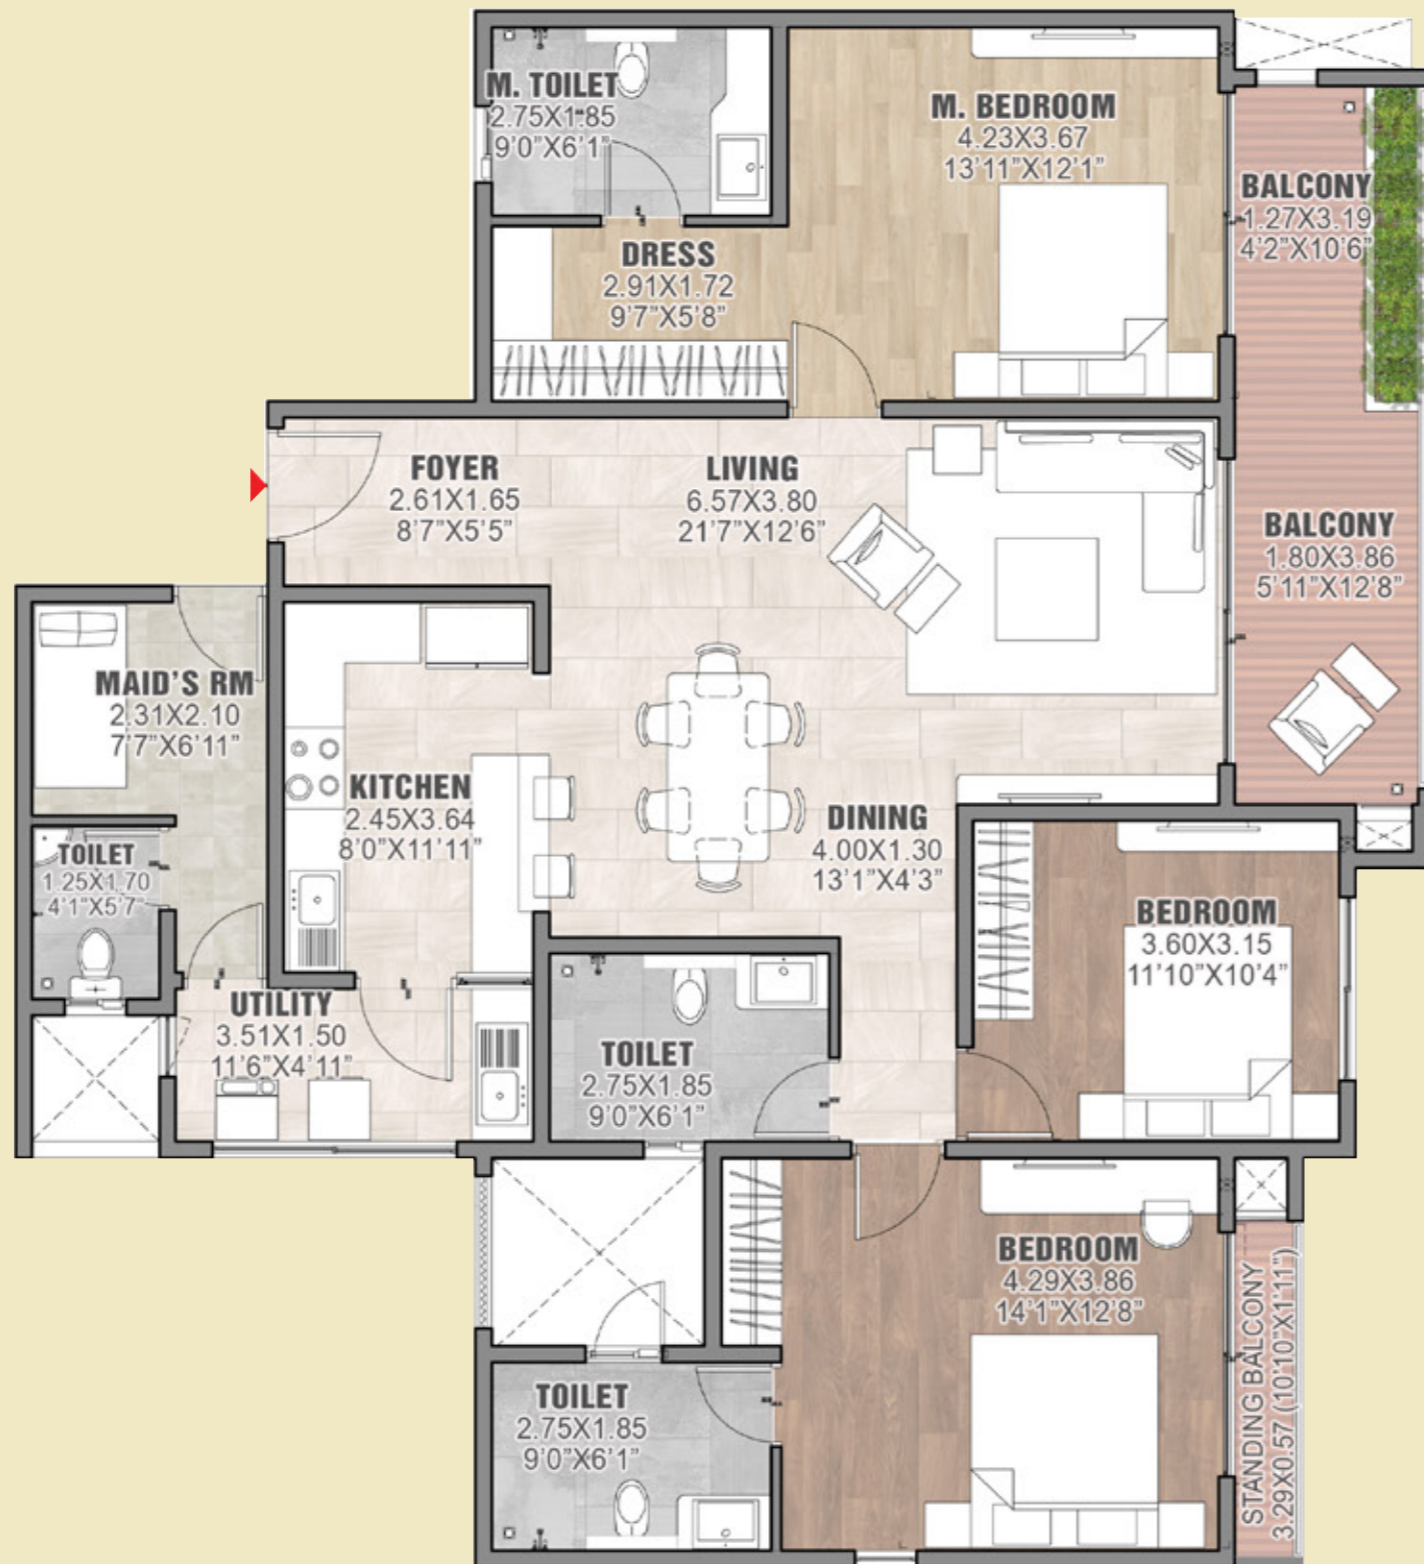 M. TOILET
2.75X1.85
9'0"X6'1"
M. BEDROOM
4.23X3.67
13'11"X12'1"
BALCONY
1.27X3.19
4'2"X10'6"
DRESS
2.91X1.72
9'7"X5'8"
FOYER
2.61X1.65
8'7"X5'5"
LIVING
6.57X3.80
21'7"X12'6"
BALCONY
1.80X3.86
5'11"X12'8"
MAID'S RM
2.31X2.10
7'7"X6'11"
KITCHEN
2.45X3.64
8'0"X11'11"
DINING
4.00X1.30
13'1"X4'3"
TOILET
1.25X1.70
4'1"X5'7"
BEDROOM
3.60X3.15
11'10"X10'4"
UTILITY
3.51X1.50
11'6"X4'11"
TOILET
2.75X1.85
9'0"X6'1"
BEDROOM
4.29X3.86
14'1"X12'8"
STANDING BALCONY
3.29X0.57 (10'10"X1'11")
TOILET
2.75X1.85
9'0"X6'1"